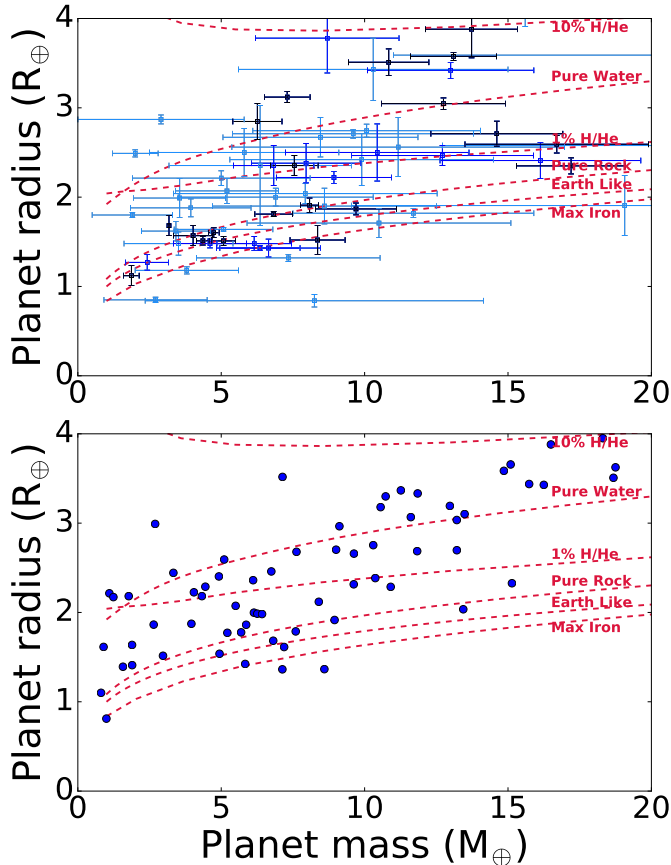 4
3
2
1
0
Planet radius (R⊕)
10% H/He
Pure Water
1% H/He
Pure Rock
Earth Like
Max Iron
0 5 10 15 20
4
3
2
1
0
Planet radius (R⊕)
10% H/He
Pure Water
1% H/He
Pure Rock
Earth Like
Max Iron
0 5 10 15 20
Planet mass (M⊕)